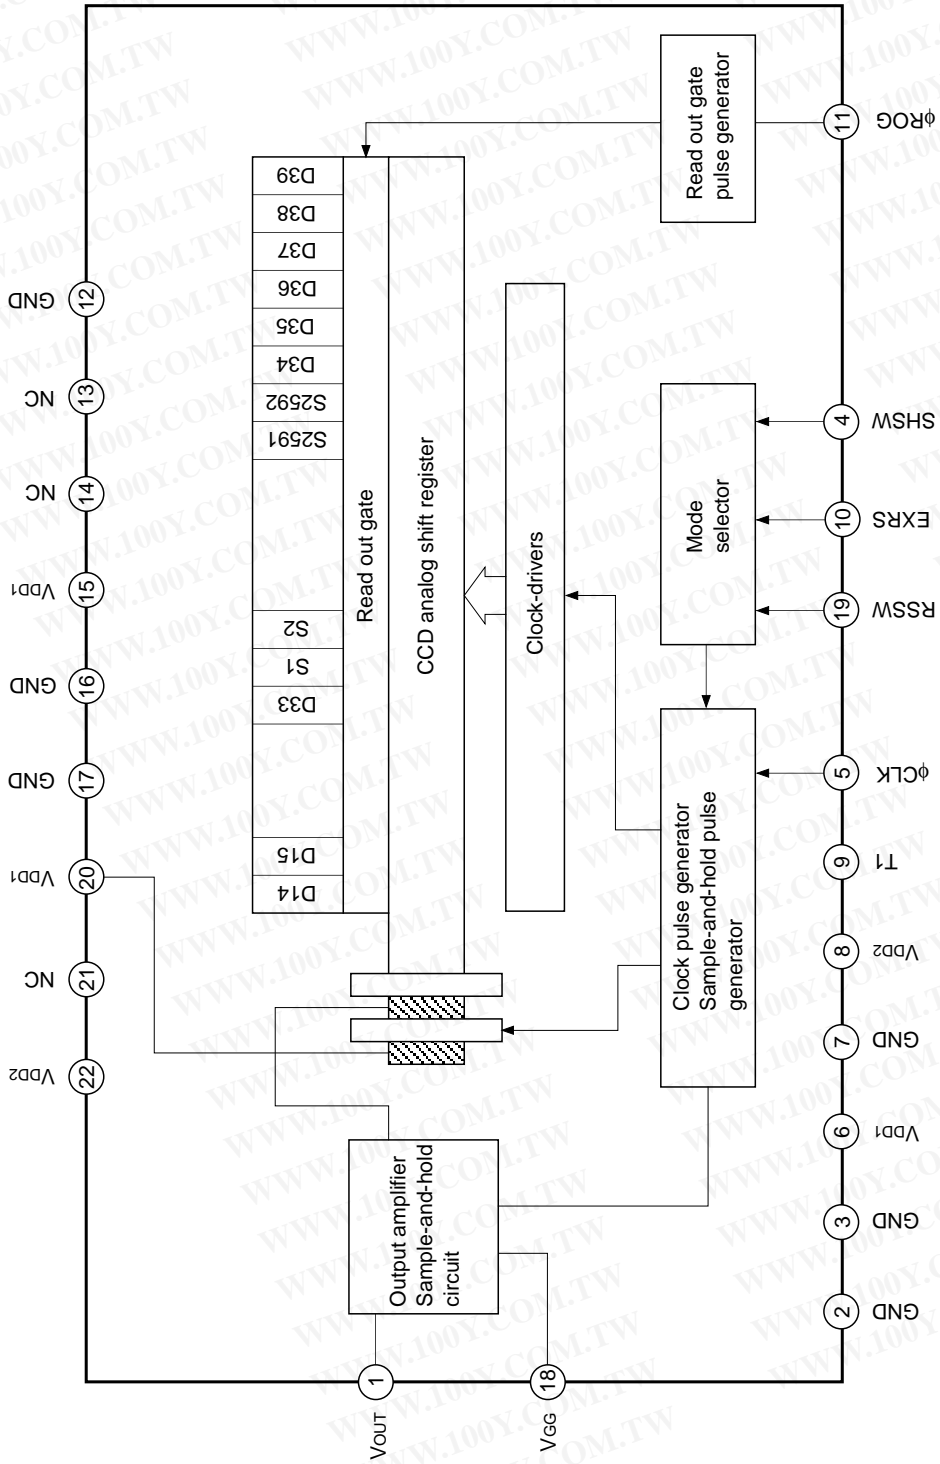 φROG
11
Read out gate
pulse generator
D39
D38
D37
D36
D35
D34
S2592
S2591
S2
S1
D33
D15
D14
Read out gate
CCD analog shift register
Clock-drivers
Mode
selector
Clock pulse generator
Sample-and-hold pulse
generator
Output amplifier
Sample-and-hold
circuit
12
GND
13
NC
14
NC
15
VDD1
16
GND
17
GND
20
VDD1
21
NC
22
VDD2
4
SHSW
10
EXRS
19
RSSW
5
φCLK
9
T1
8
VDD2
7
GND
6
VDD1
3
GND
2
GND
1
VOUT
18
VGG
WWW.100Y.COM.TW